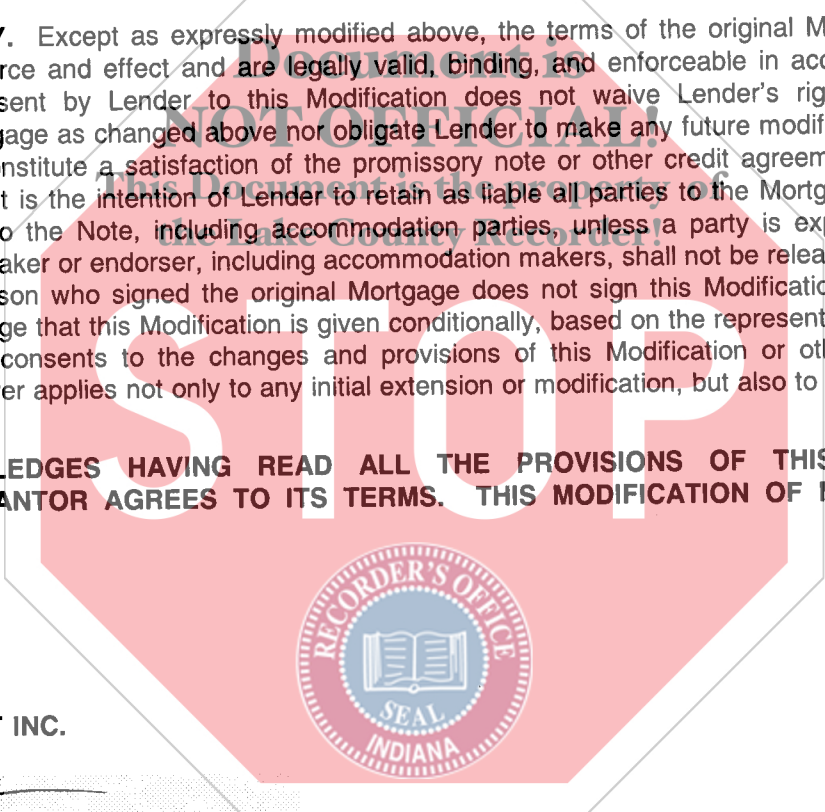 Y. Except as expressly modified above, the terms of the original M
rce and effect and are legally valid, binding, and enforceable in acc
sent by Lender to this Modification does not waive Lender's rig
gage as changed above nor obligate Lender to make any future modif
nstitute a satisfaction of the promissory note or other credit agreem
t is the intention of Lender to retain as liable all parties to the Mortg
o the Note, including accommodation parties, unless a party is exp
aker or endorser, including accommodation makers, shall not be relea
son who signed the original Mortgage does not sign this Modificatio
ge that this Modification is given conditionally, based on the represent
consents to the changes and provisions of this Modification or oth
er applies not only to any initial extension or modification, but also to
LEDGES HAVING READ ALL THE PROVISIONS OF THIS
ANTOR AGREES TO ITS TERMS. THIS MODIFICATION OF
INC.
Document is
NOT OFFICIAL!
This Document is the property of
the Lake County Recorder!
STOP
RECORDER'S OFFICE
SEAL
INDIANA